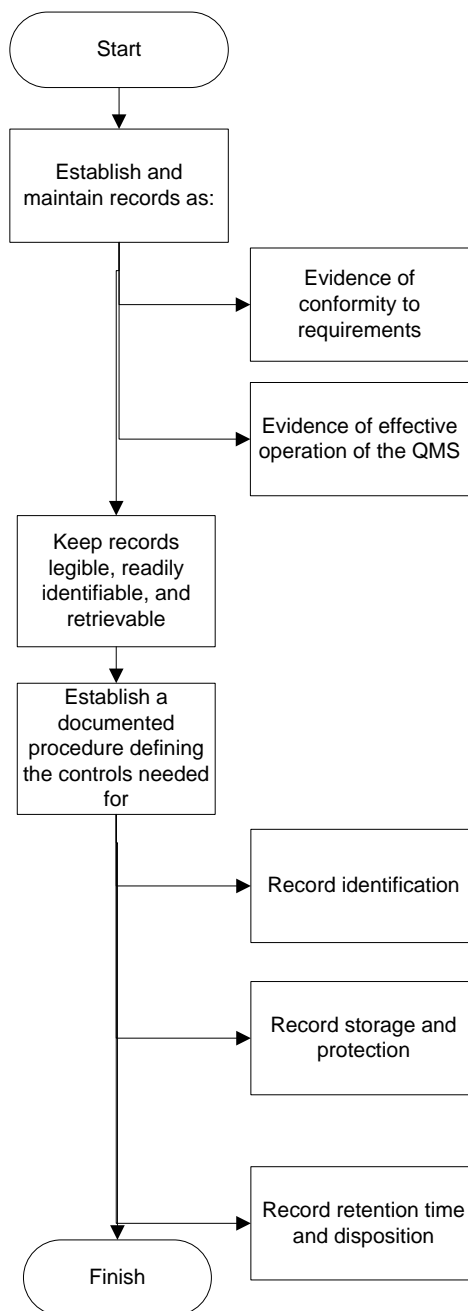 Start
Establish and
maintain records as:
Evidence of
conformity to
requirements
Evidence of effective
operation of the QMS
Keep records
legible, readily
identifiable, and
retrievable
Establish a
documented
procedure defining
the controls needed
for
Record identification
Record storage and
protection
Record retention time
and disposition
Finish